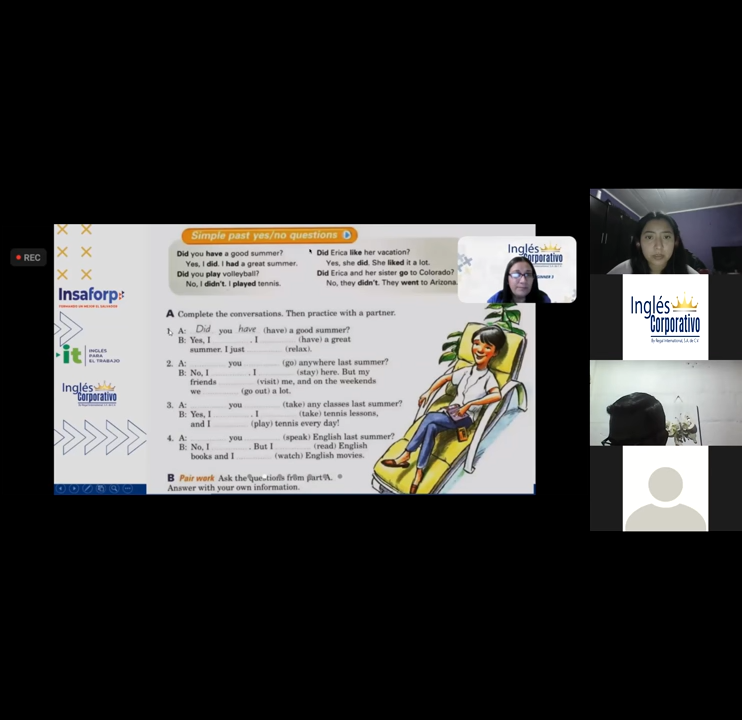 REC
Simple past yes/no questions
Did you have a good summer?
Yes, I did. I had a great summer.
Did you play volleyball?
No, I didn't. I played tennis.
Did Erica like her vacation?
Yes, she did. She liked it a lot.
Did Erica and her sister go to Colorado?
No, they didn't. They went to Arizona.
A Complete the conversations. Then practice with a partner.
1. A: Did you have (have) a good summer?
B: Yes, I . I (have) a great
summer. I just (relax).
2. A: you (go) anywhere last summer?
B: No, I . I (stay) here. But my
friends (visit) me, and on the weekends
we (go out) a lot.
3. A: you (take) any classes last summer?
B: Yes, I . I (take) tennis lessons,
and I (play) tennis every day!
4. A: you (speak) English last summer?
B: No, I . But I (read) English
books and I (watch) English movies.
B Pair work Ask the questions from part A.
Answer with your own information.
Insaforp
it INGLÉS
PARA
EL TRABAJO
Inglés
Corporativo
Inglés
Corporativo
Inglés
Corporativo